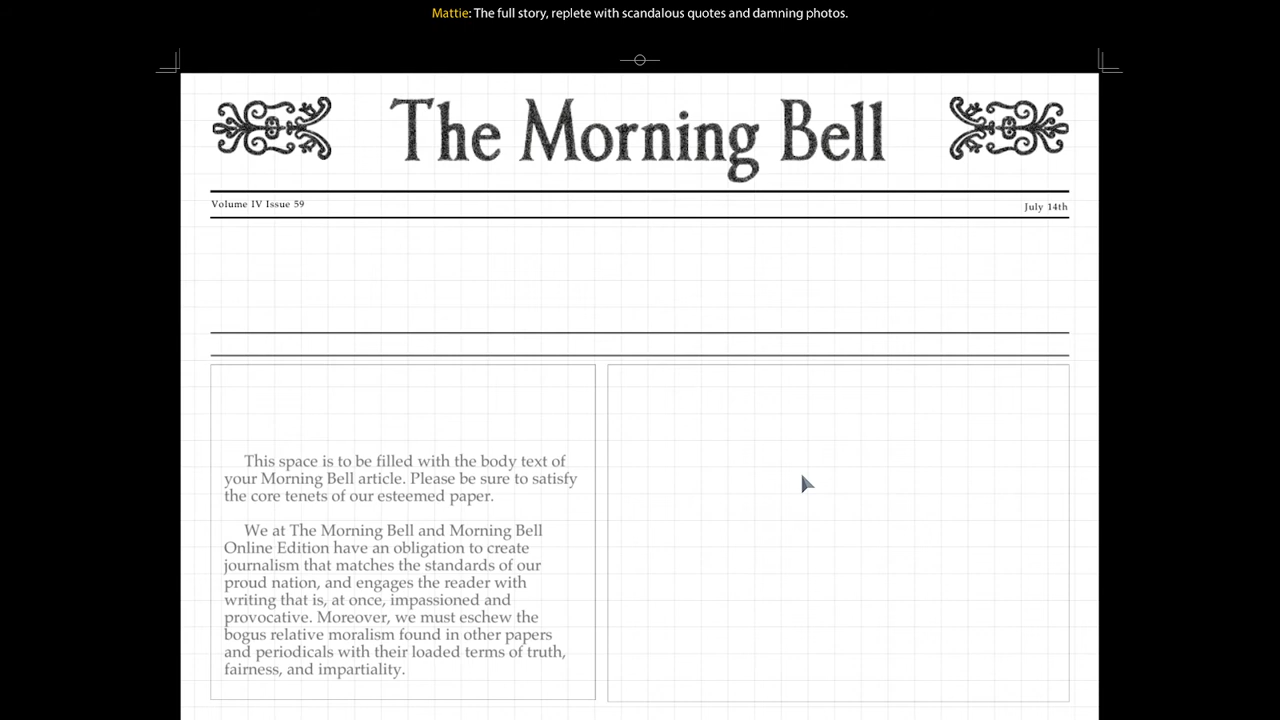 Mattie: The full story, replete with scandalous quotes and damning photos.
The Morning Bell
Volume IV Issue 59
July 14th
This space is to be filled with the body text of
your Morning Bell article. Please be sure to satisfy
the core tenets of our esteemed paper.
We at The Morning Bell and Morning Bell
Online Edition have an obligation to create
journalism that matches the standards of our
proud nation, and engages the reader with
writing that is, at once, impassioned and
provocative. Moreover, we must eschew the
bogus relative moralism found in other papers
and periodicals with their loaded terms of truth,
fairness, and impartiality.